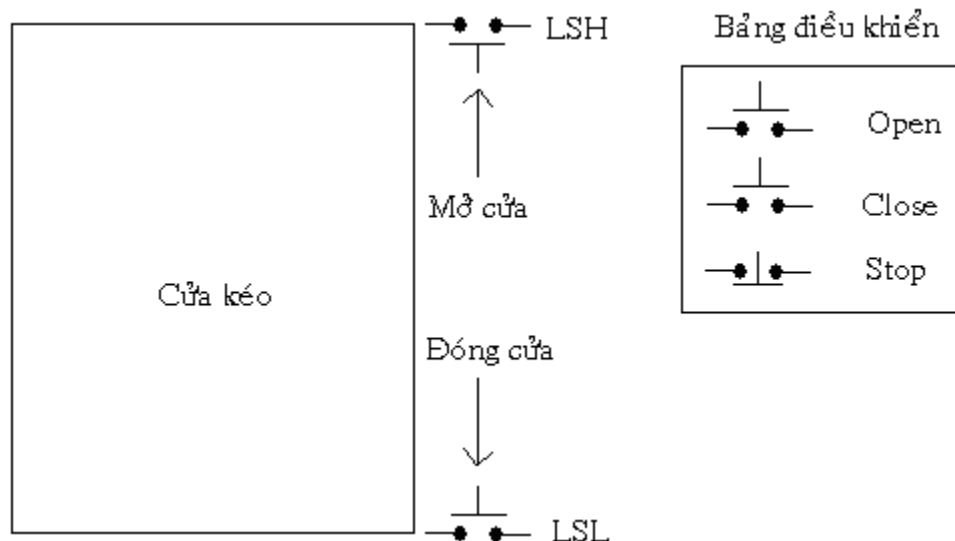 LSH
Bảng điều khiển
Open
Mở cửa
Close
Stop
Cửa kéo
Đóng cửa
LSL